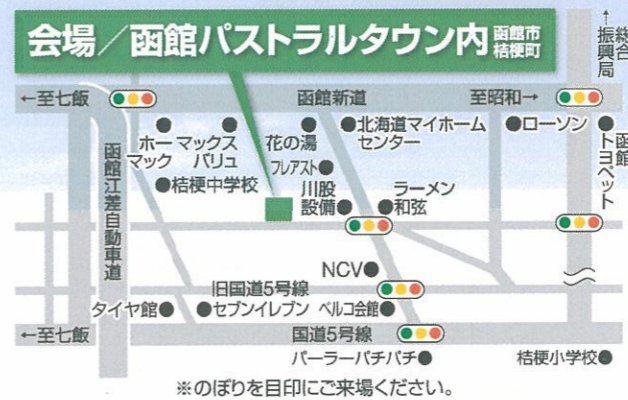 会場／函館パストラルタウン内 函館市
桔梗町
↑総合
振興局
←至七飯
函館新道
至昭和→
ホー
マック
マックス
バリュ
花の湯
北海道マイホーム
センター
ローソン
函館
トヨペット
函館江差自動車道
桔梗中学校
フレアスト
川股
設備
ラーメン
和弦
NCV
旧国道5号線
タイヤ館
セブンイレブン
ベルコ会館
←至七飯
国道5号線
パーラーパチパチ
桔梗小学校
※のぼりを目印にご来場ください。